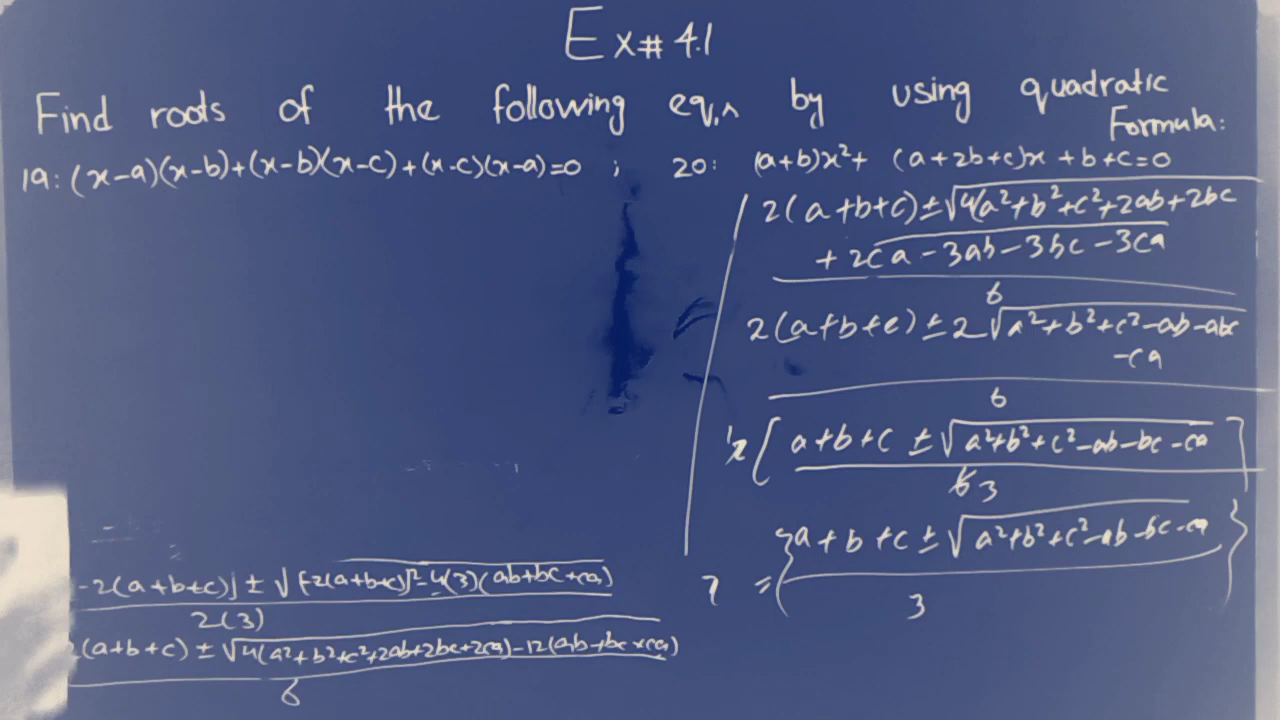 Ex# 4.1
Find roots of the following eq,n by using quadratic
Formula:
19: (x-a)(x-b)+(x-b)(x-c)+(x-c)(x-a)=0 ; 20: (a+b)x²+ (a+2b+c)x +b+c=0
-2(a+b+c)] ± √[-2(a+b+c)]²-4(3)(ab+bc+ca)
2(3)
(a+b+c) ± √4(a²+b²+c²+2ab+2bc+2ca)-12(ab+bc+ca)
6
2(a+b+c) ± √4(a²+b²+c²+2ab+2bc
+2ca-3ab-3bc-3ca
6
2(a+b+c) ± 2√a²+b²+c²-ab-abc
-ca
6
[a+b+c ± √a²+b²+c²-ab-bc-ca]
6 3
= {a+b+c ± √a²+b²+c²-ab-bc-ca}
3